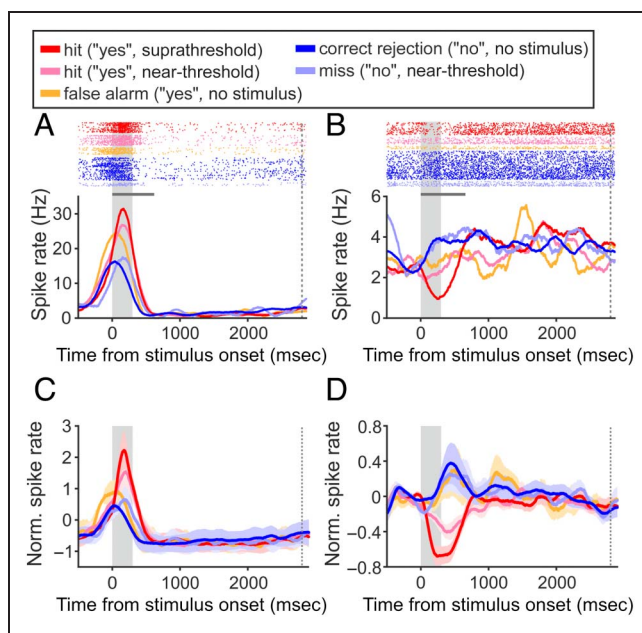 hit ("yes", suprathreshold)
correct rejection ("no", no stimulus)
hit ("yes", near-threshold)
miss ("no", near-threshold)
false alarm ("yes", no stimulus)
A
B
Spike rate (Hz)
30
20
10
0
0 1000 2000
Time from stimulus onset (msec)
Spike rate (Hz)
6
4
2
0
0 1000 2000
Time from stimulus onset (msec)
C
D
Norm. spike rate
3
2
1
0
−1
0 1000 2000
Time from stimulus onset (msec)
Norm. spike rate
0.8
0.4
0
−0.4
−0.8
0 1000 2000
Time from stimulus onset (msec)